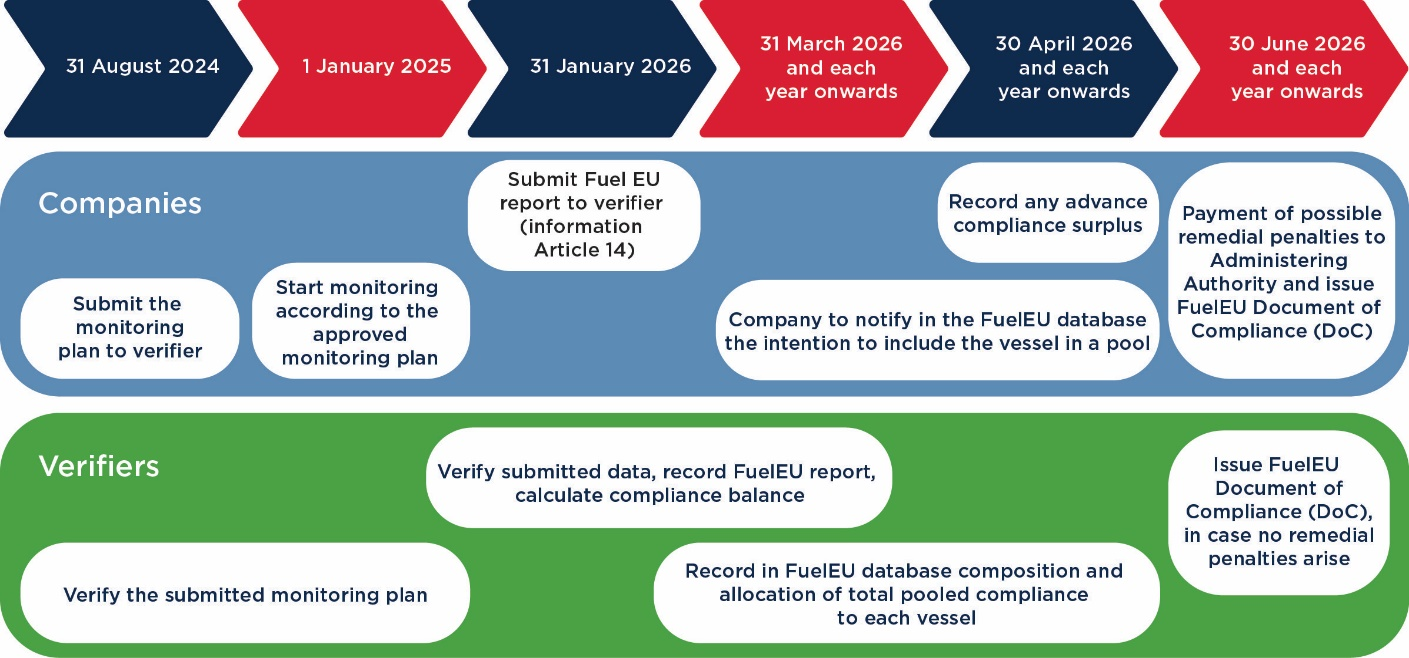 31 August 2024
1 January 2025
31 January 2026
31 March 2026
and each
year onwards
30 April 2026
and each
year onwards
30 June 2026
and each
year onwards
Companies
Submit the
monitoring
plan to verifier
Start monitoring
according to the
approved
monitoring plan
Submit Fuel EU
report to verifier
(information
Article 14)
Record any advance
compliance surplus
Company to notify in the FuelEU database
the intention to include the vessel in a pool
Payment of possible
remedial penalties to
Administering
Authority and issue
FuelEU Document of
Compliance (DoC)
Verifiers
Verify the submitted monitoring plan
Verify submitted data, record FuelEU report,
calculate compliance balance
Record in FuelEU database composition and
allocation of total pooled compliance
to each vessel
Issue FuelEU
Document of
Compliance (DoC),
in case no remedial
penalties arise